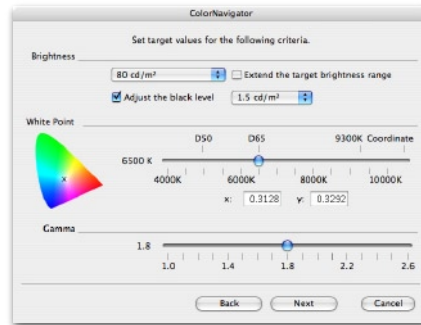 ColorNavigator
Set target values for the following criteria.
Brightness
80 cd/m² Extend the target brightness range
Adjust the black level 1.5 cd/m²
White Point
D50 D65 9300K Coordinate
6500 K
4000K 6000K 8000K 10000K
x: 0.3128 y: 0.3292
Gamma
1.8
1.0 1.4 1.8 2.2 2.6
Back Next Cancel